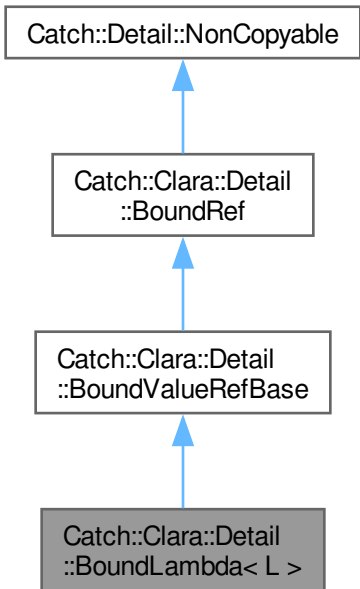 Catch::Detail::NonCopyable
Catch::Clara::Detail
::BoundRef
Catch::Clara::Detail
::BoundValueRefBase
Catch::Clara::Detail
::BoundLambda< L >